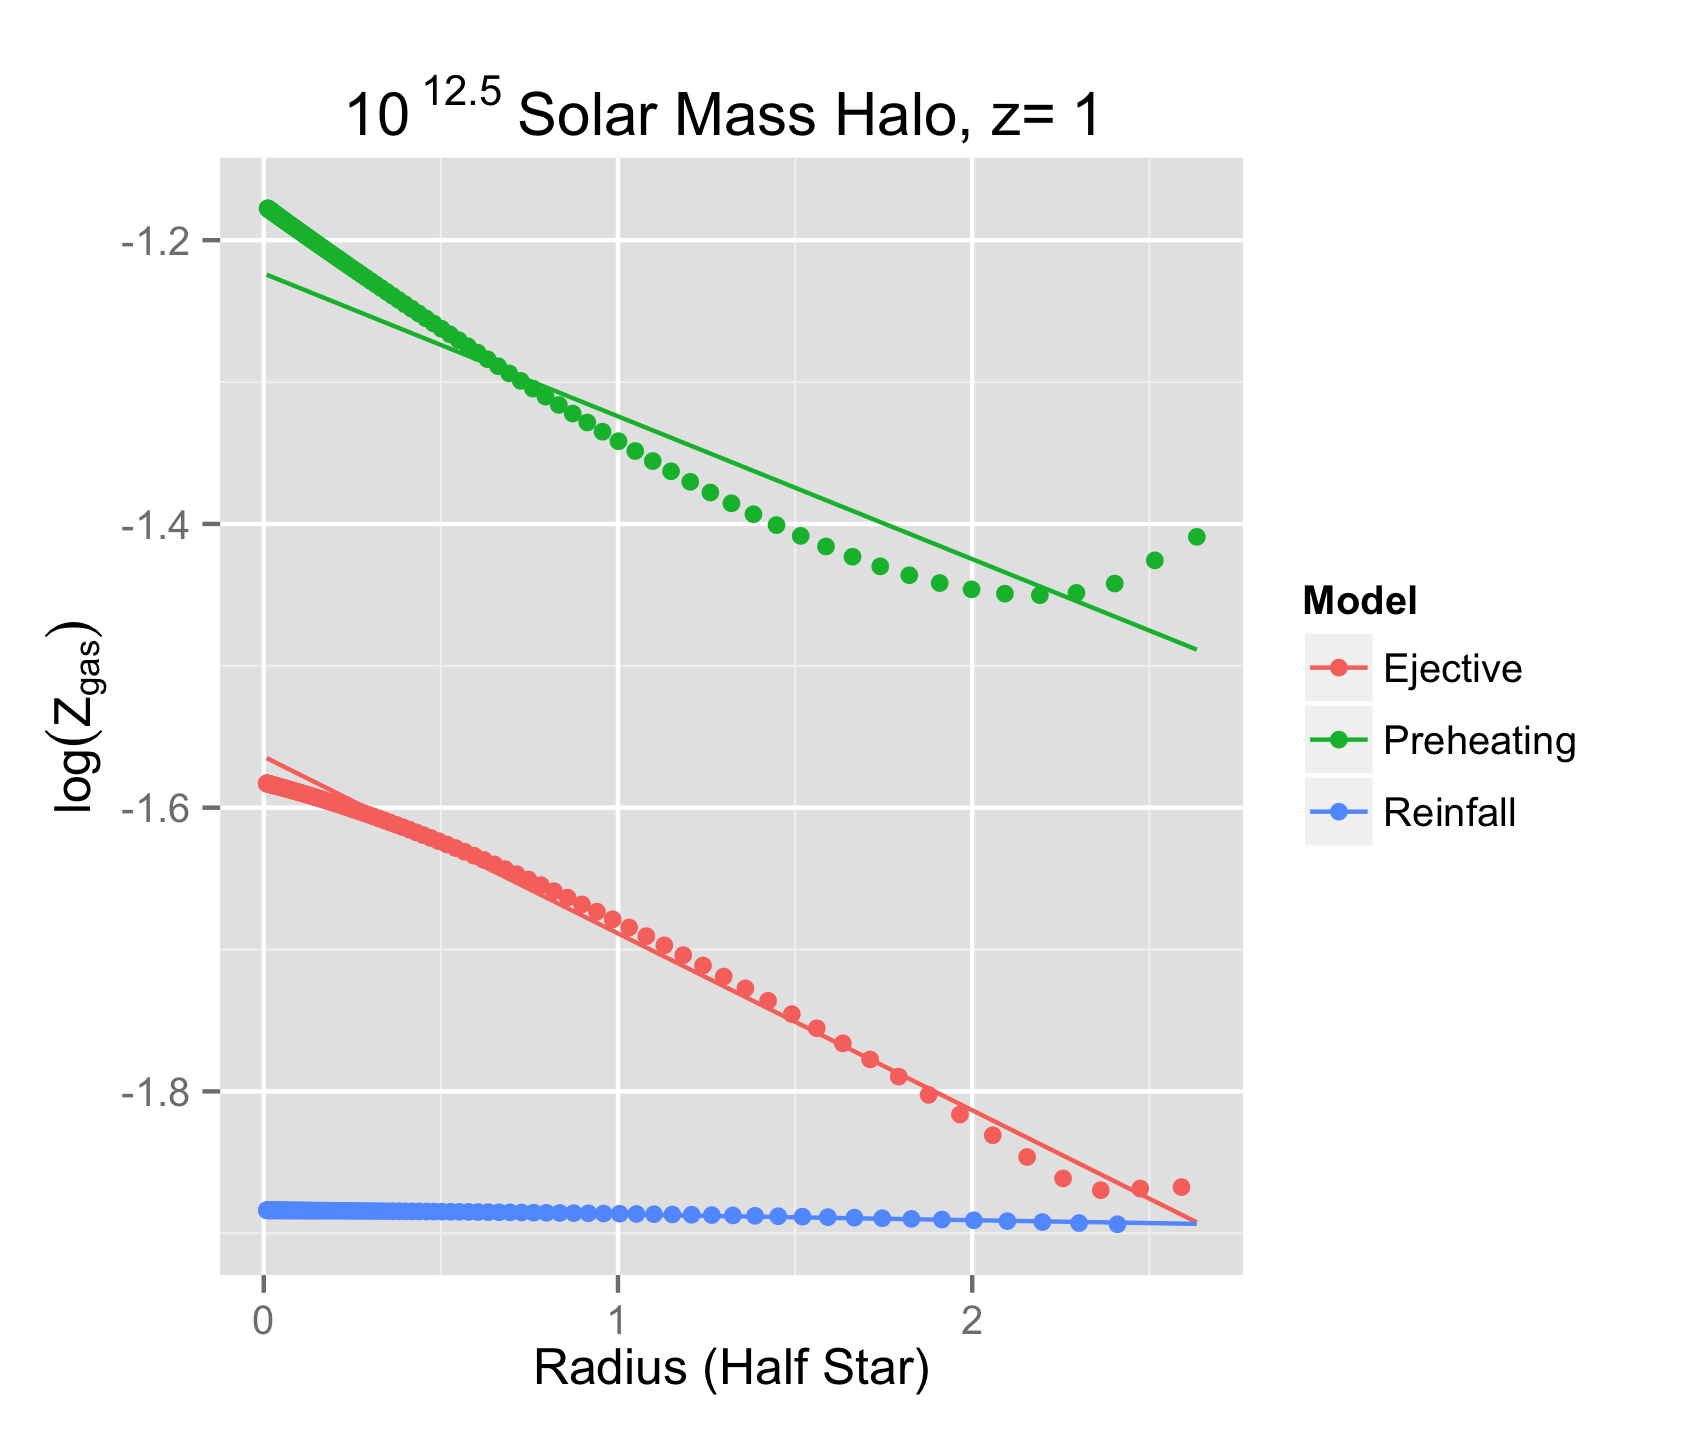 10^12.5 Solar Mass Halo, z= 1
-1.2
-1.4
-1.6
-1.8
log(Z_gas)
0 1 2
Radius (Half Star)
Model
Ejective
Preheating
Reinfall